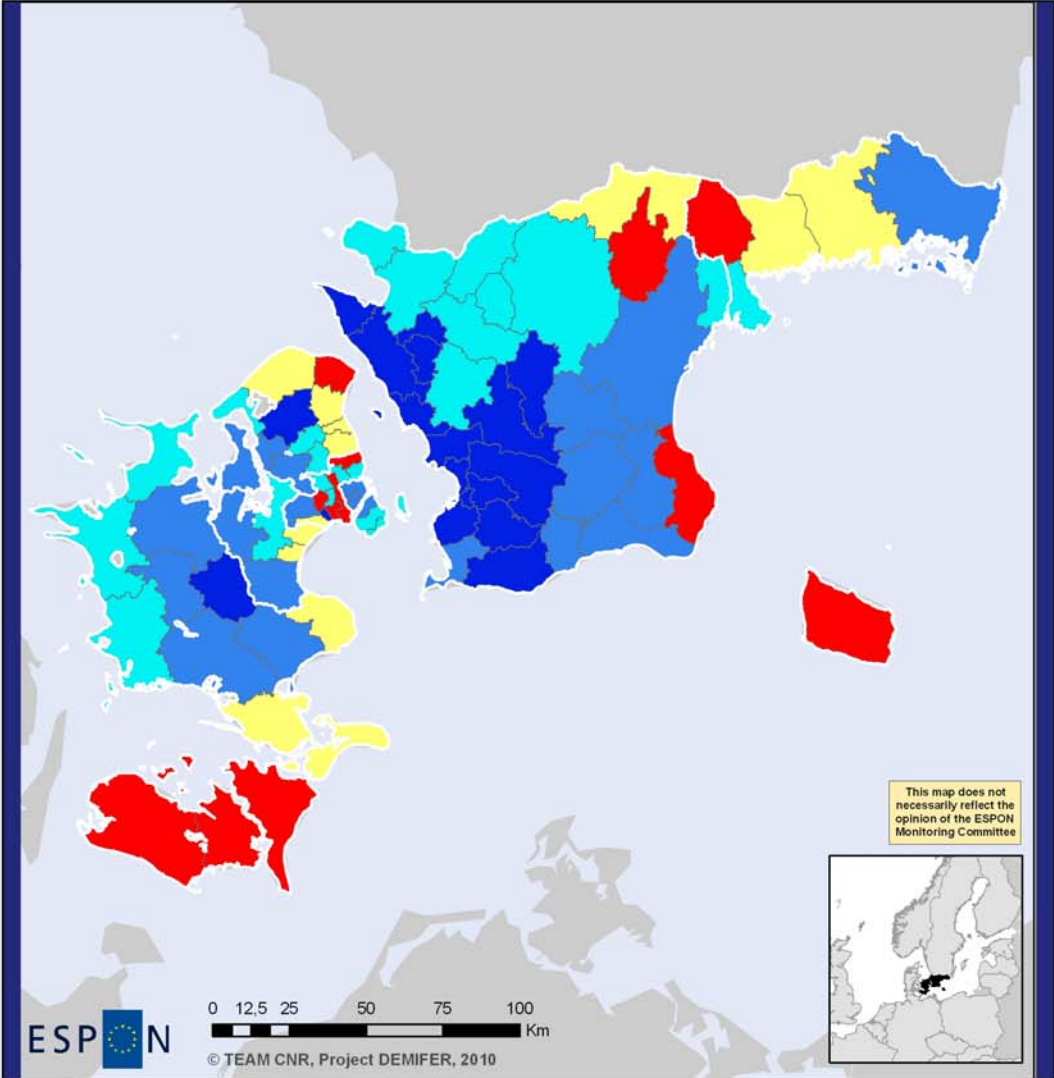 This map does not
necessarily reflect the
opinion of the ESPON
Monitoring Committee
ESPON
0 12,5 25 50 75 100
Km
© TEAM CNR, Project DEMIFER, 2010